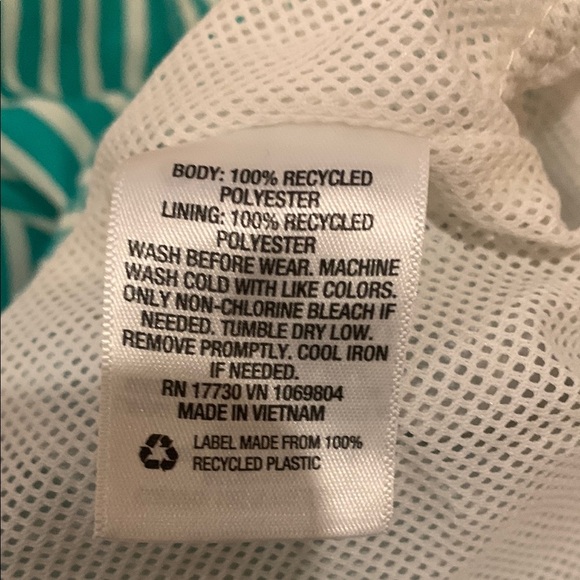 BODY: 100% RECYCLED
POLYESTER
LINING: 100% RECYCLED
POLYESTER
WASH BEFORE WEAR. MACHINE
WASH COLD WITH LIKE COLORS.
ONLY NON-CHLORINE BLEACH IF
NEEDED. TUMBLE DRY LOW.
REMOVE PROMPTLY. COOL IRON
IF NEEDED.
RN 17730 VN 1069804
MADE IN VIETNAM
LABEL MADE FROM 100%
RECYCLED PLASTIC